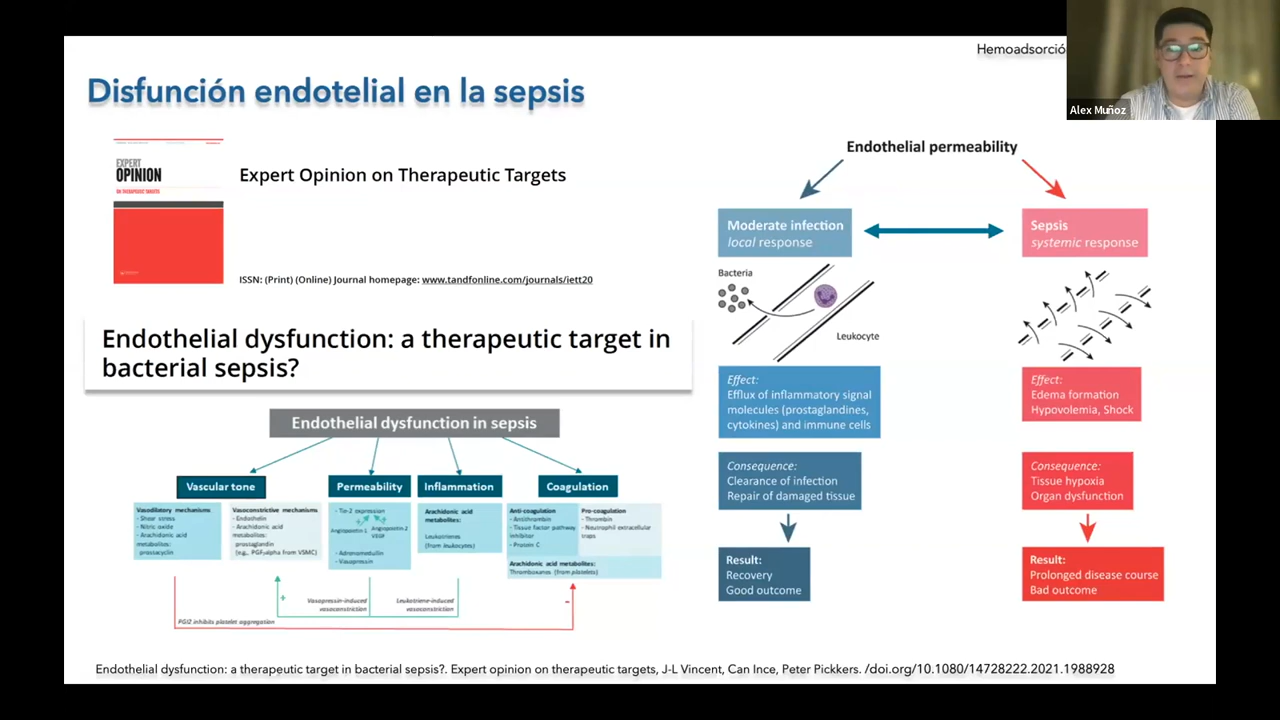 Hemoadsorció
Alex Muñoz
Disfunción endotelial en la sepsis
EXPERT
OPINION
ON THERAPEUTIC TARGETS
Expert Opinion on Therapeutic Targets
ISSN: (Print) (Online) Journal homepage: www.tandfonline.com/journals/iett20
Endothelial dysfunction: a therapeutic target in
bacterial sepsis?
Endothelial dysfunction in sepsis
Vascular tone
Vasodilatory mechanisms
- Shear stress
- Nitric oxide
- Arachidonic acid
metabolites:
prostacyclin
Vasoconstrictive mechanisms
- Endothelin
- Arachidonic acid
metabolites:
prostaglandin
(e.g., PGF₂alpha from VSMC)
Permeability
- Tie-2 expression
Angiopoietin-1
Angiopoietin-2
VEGF
- Adrenomedullin
- Vasopressin
Inflammation
Arachidonic acid
metabolites:
Leukotrienes
(from leukocytes)
Coagulation
Anti-coagulation
- Antithrombin
- Tissue factor pathway
inhibitor
- Protein C
Pro-coagulation
- Thrombin
- Neutrophil extracellular
traps
Arachidonic acid metabolites:
Thromboxanes (from platelets)
+
Vasopressin-induced
vasoconstriction
Leukotriene-induced
vasoconstriction
-
PGI2 inhibits platelet aggregation
Endothelial permeability
Moderate infection
local response
Sepsis
systemic response
Bacteria
Leukocyte
Effect:
Efflux of inflammatory signal
molecules (prostaglandines,
cytokines) and immune cells
Effect:
Edema formation
Hypovolemia, Shock
Consequence:
Clearance of infection
Repair of damaged tissue
Consequence:
Tissue hypoxia
Organ dysfunction
Result:
Recovery
Good outcome
Result:
Prolonged disease course
Bad outcome
Endothelial dysfunction: a therapeutic target in bacterial sepsis?. Expert opinion on therapeutic targets, J-L Vincent, Can Ince, Peter Pickkers. /doi.org/10.1080/14728222.2021.1988928